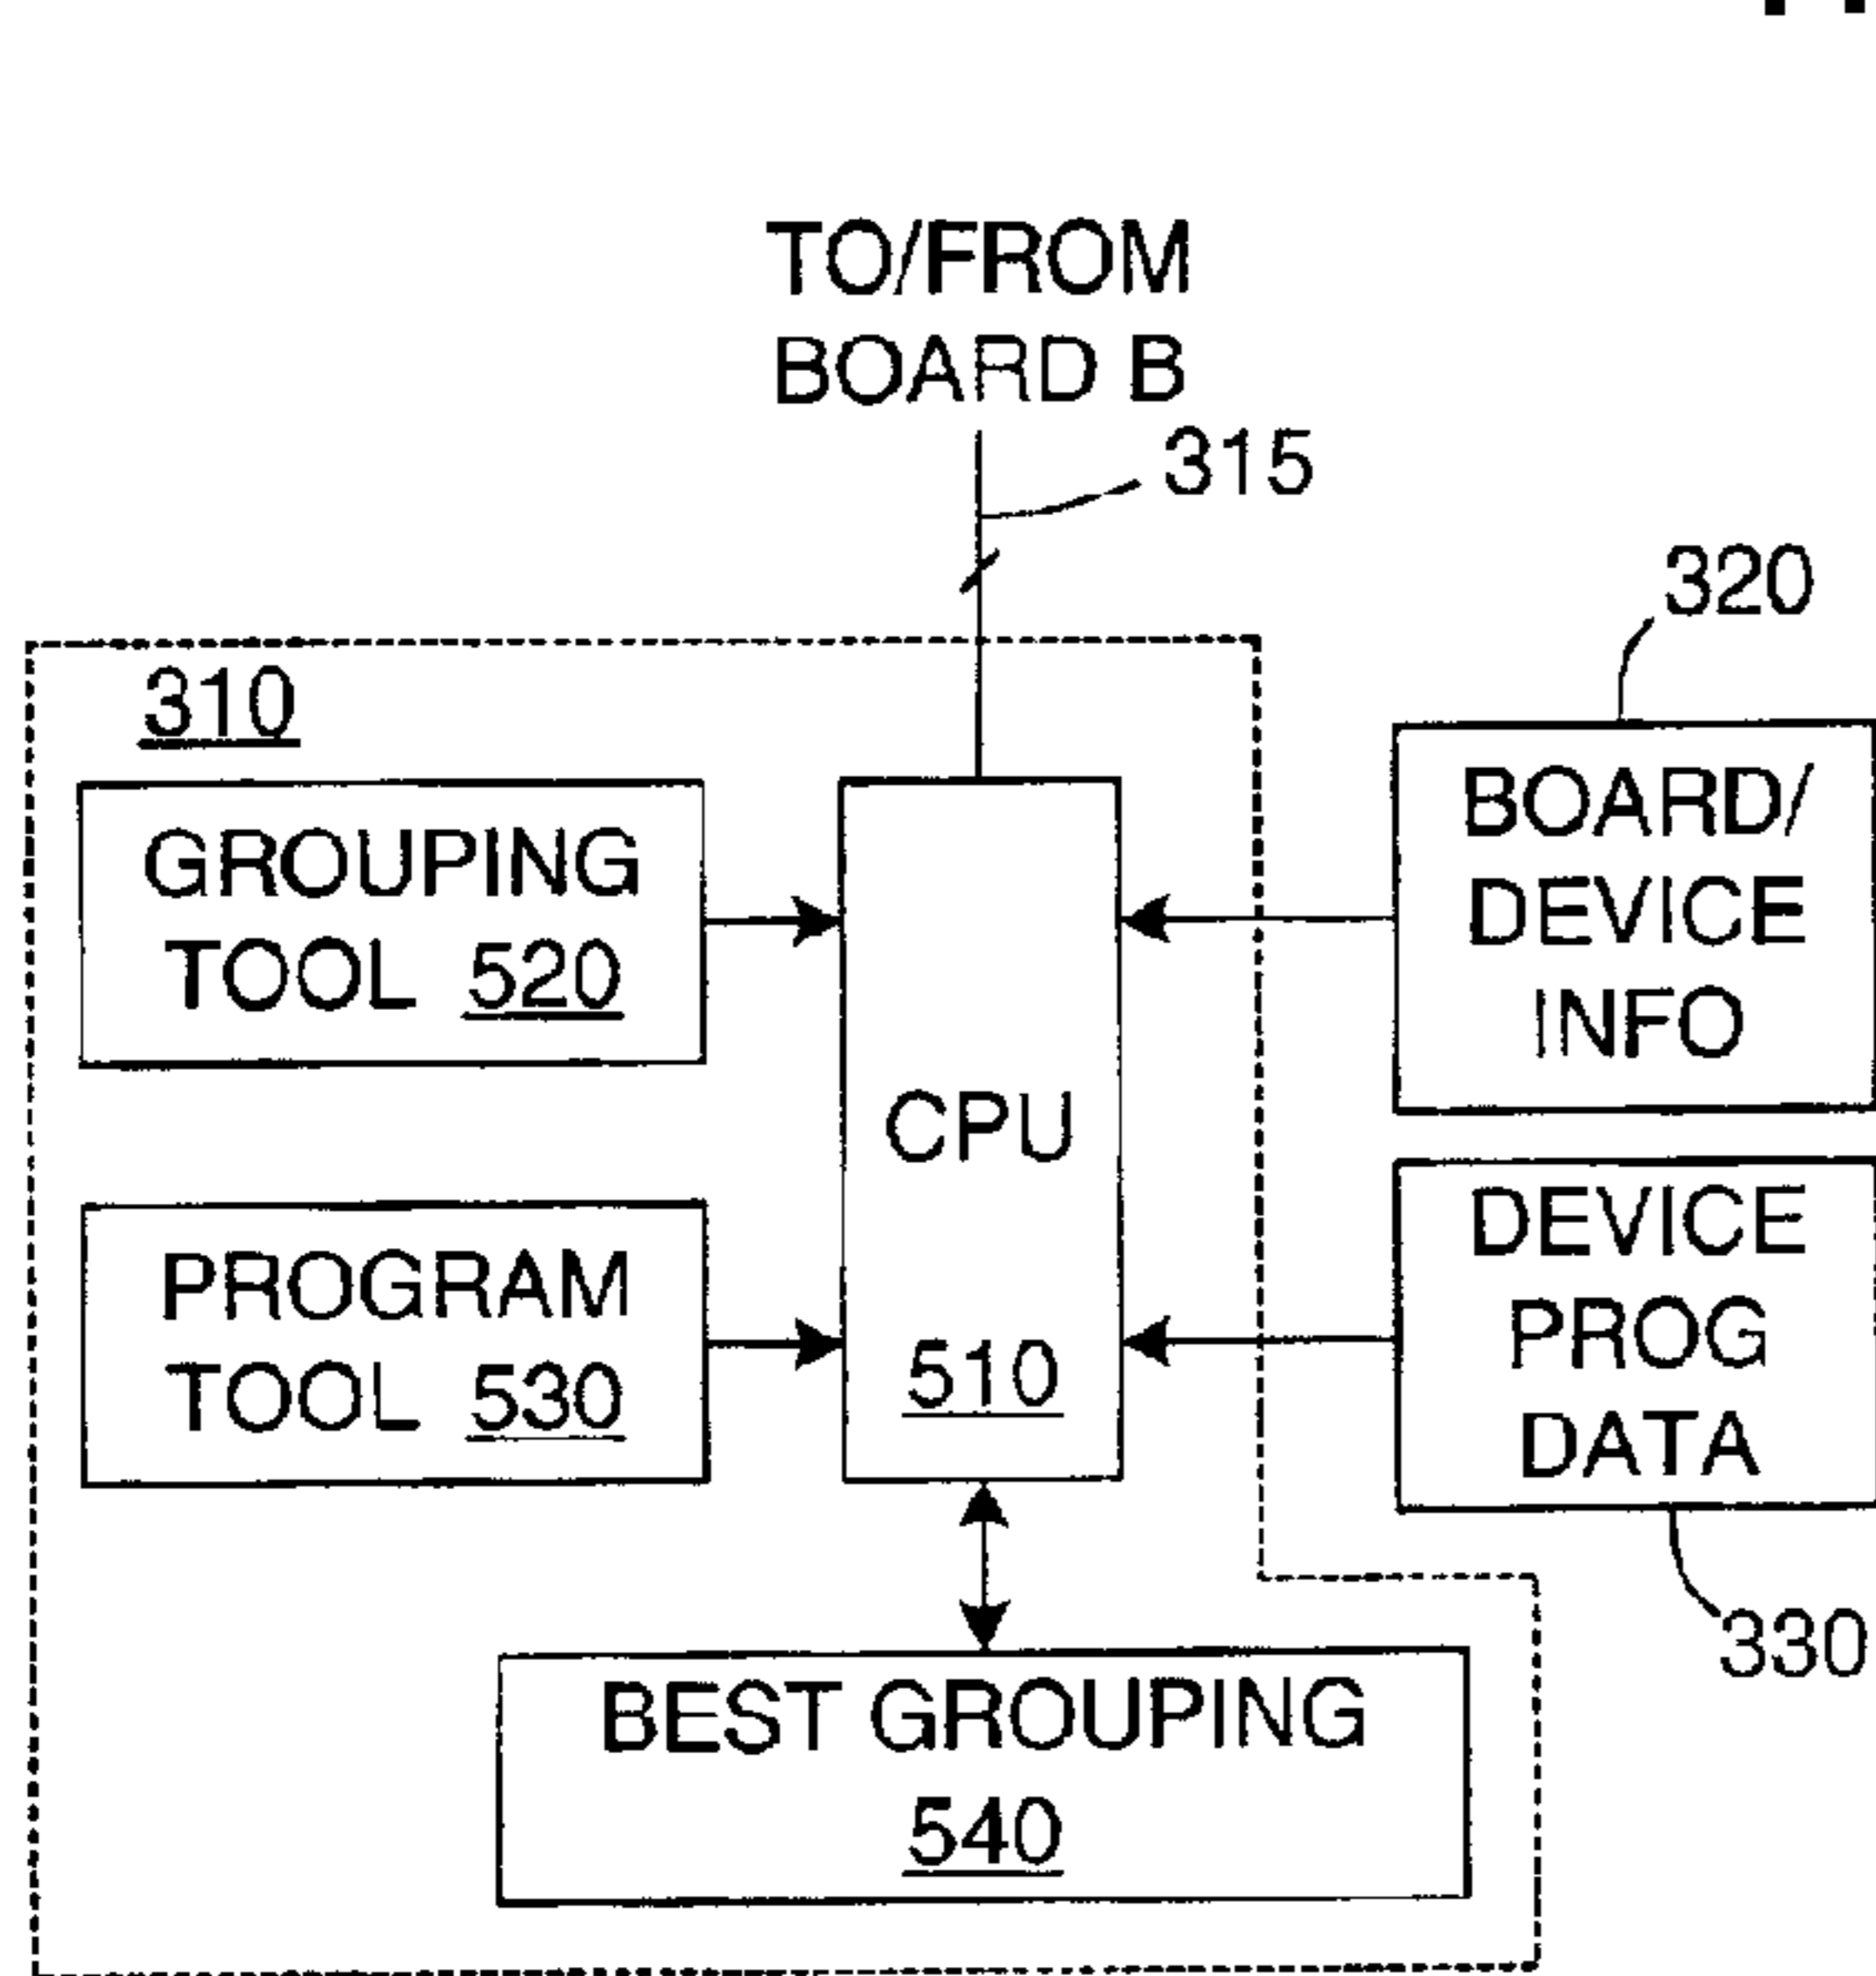 TO/FROM
BOARD B
315
320
310
GROUPING
TOOL 520
BOARD/
DEVICE
INFO
CPU
510
PROGRAM
TOOL 530
DEVICE
PROG
DATA
330
BEST GROUPING
540